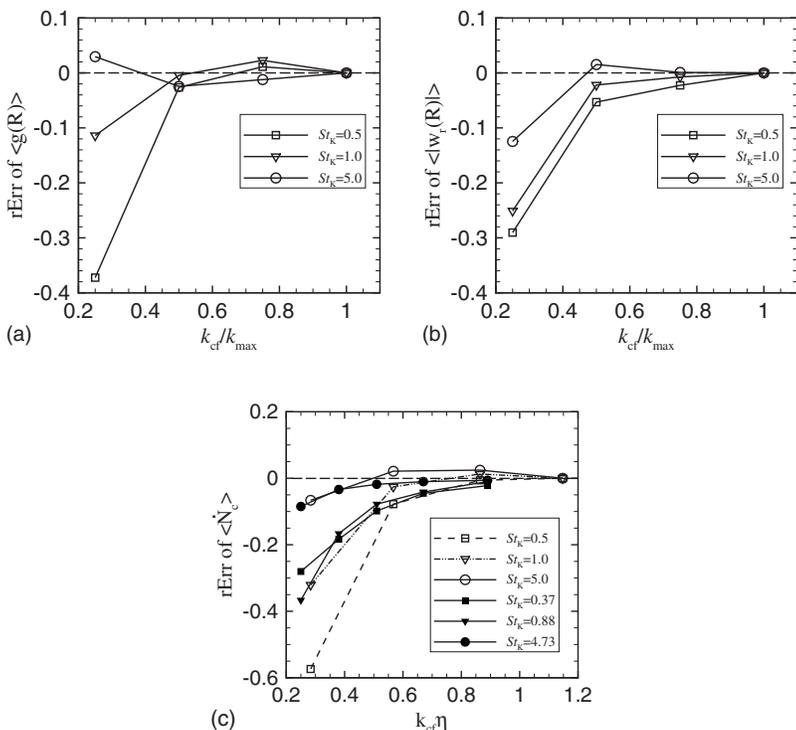 0.1
0
-0.1
-0.2
-0.3
-0.4
rErr of <g(R)>
St_K=0.5
St_K=1.0
St_K=5.0
0.2 0.4 0.6 0.8 1
k_cf/k_max
(a)
0.1
0
-0.1
-0.2
-0.3
-0.4
rErr of <|w_r(R)|>
St_K=0.5
St_K=1.0
St_K=5.0
0.2 0.4 0.6 0.8 1
k_cf/k_max
(b)
0.2
0
-0.2
-0.4
-0.6
rErr of <Ṅ_c>
St_K=0.5
St_K=1.0
St_K=5.0
St_K=0.37
St_K=0.88
St_K=4.73
0.2 0.4 0.6 0.8 1 1.2
k_cf η
(c)